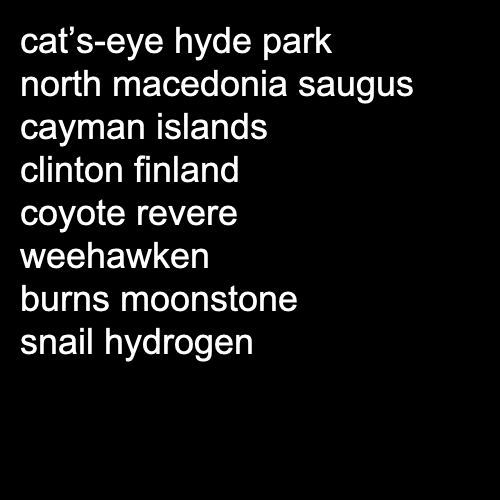 cat’s-eye hyde park
north macedonia saugus
cayman islands
clinton finland
coyote revere
weehawken
burns moonstone
snail hydrogen